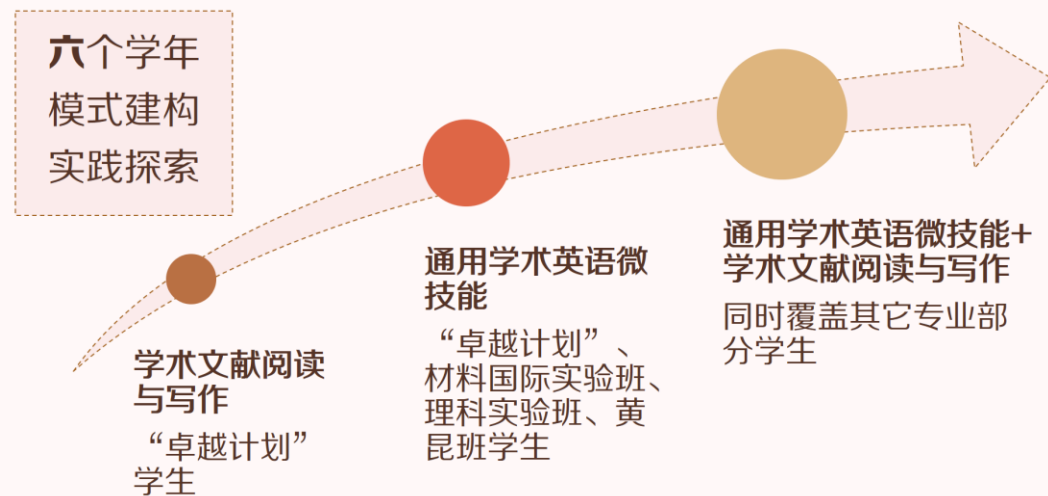 六个学年
模式建构
实践探索
学术文献阅读
与写作
“卓越计划”
学生
通用学术英语微
技能
“卓越计划”、
材料国际实验班、
理科实验班、黄
昆班学生
通用学术英语微技能+
学术文献阅读与写作
同时覆盖其它专业部
分学生